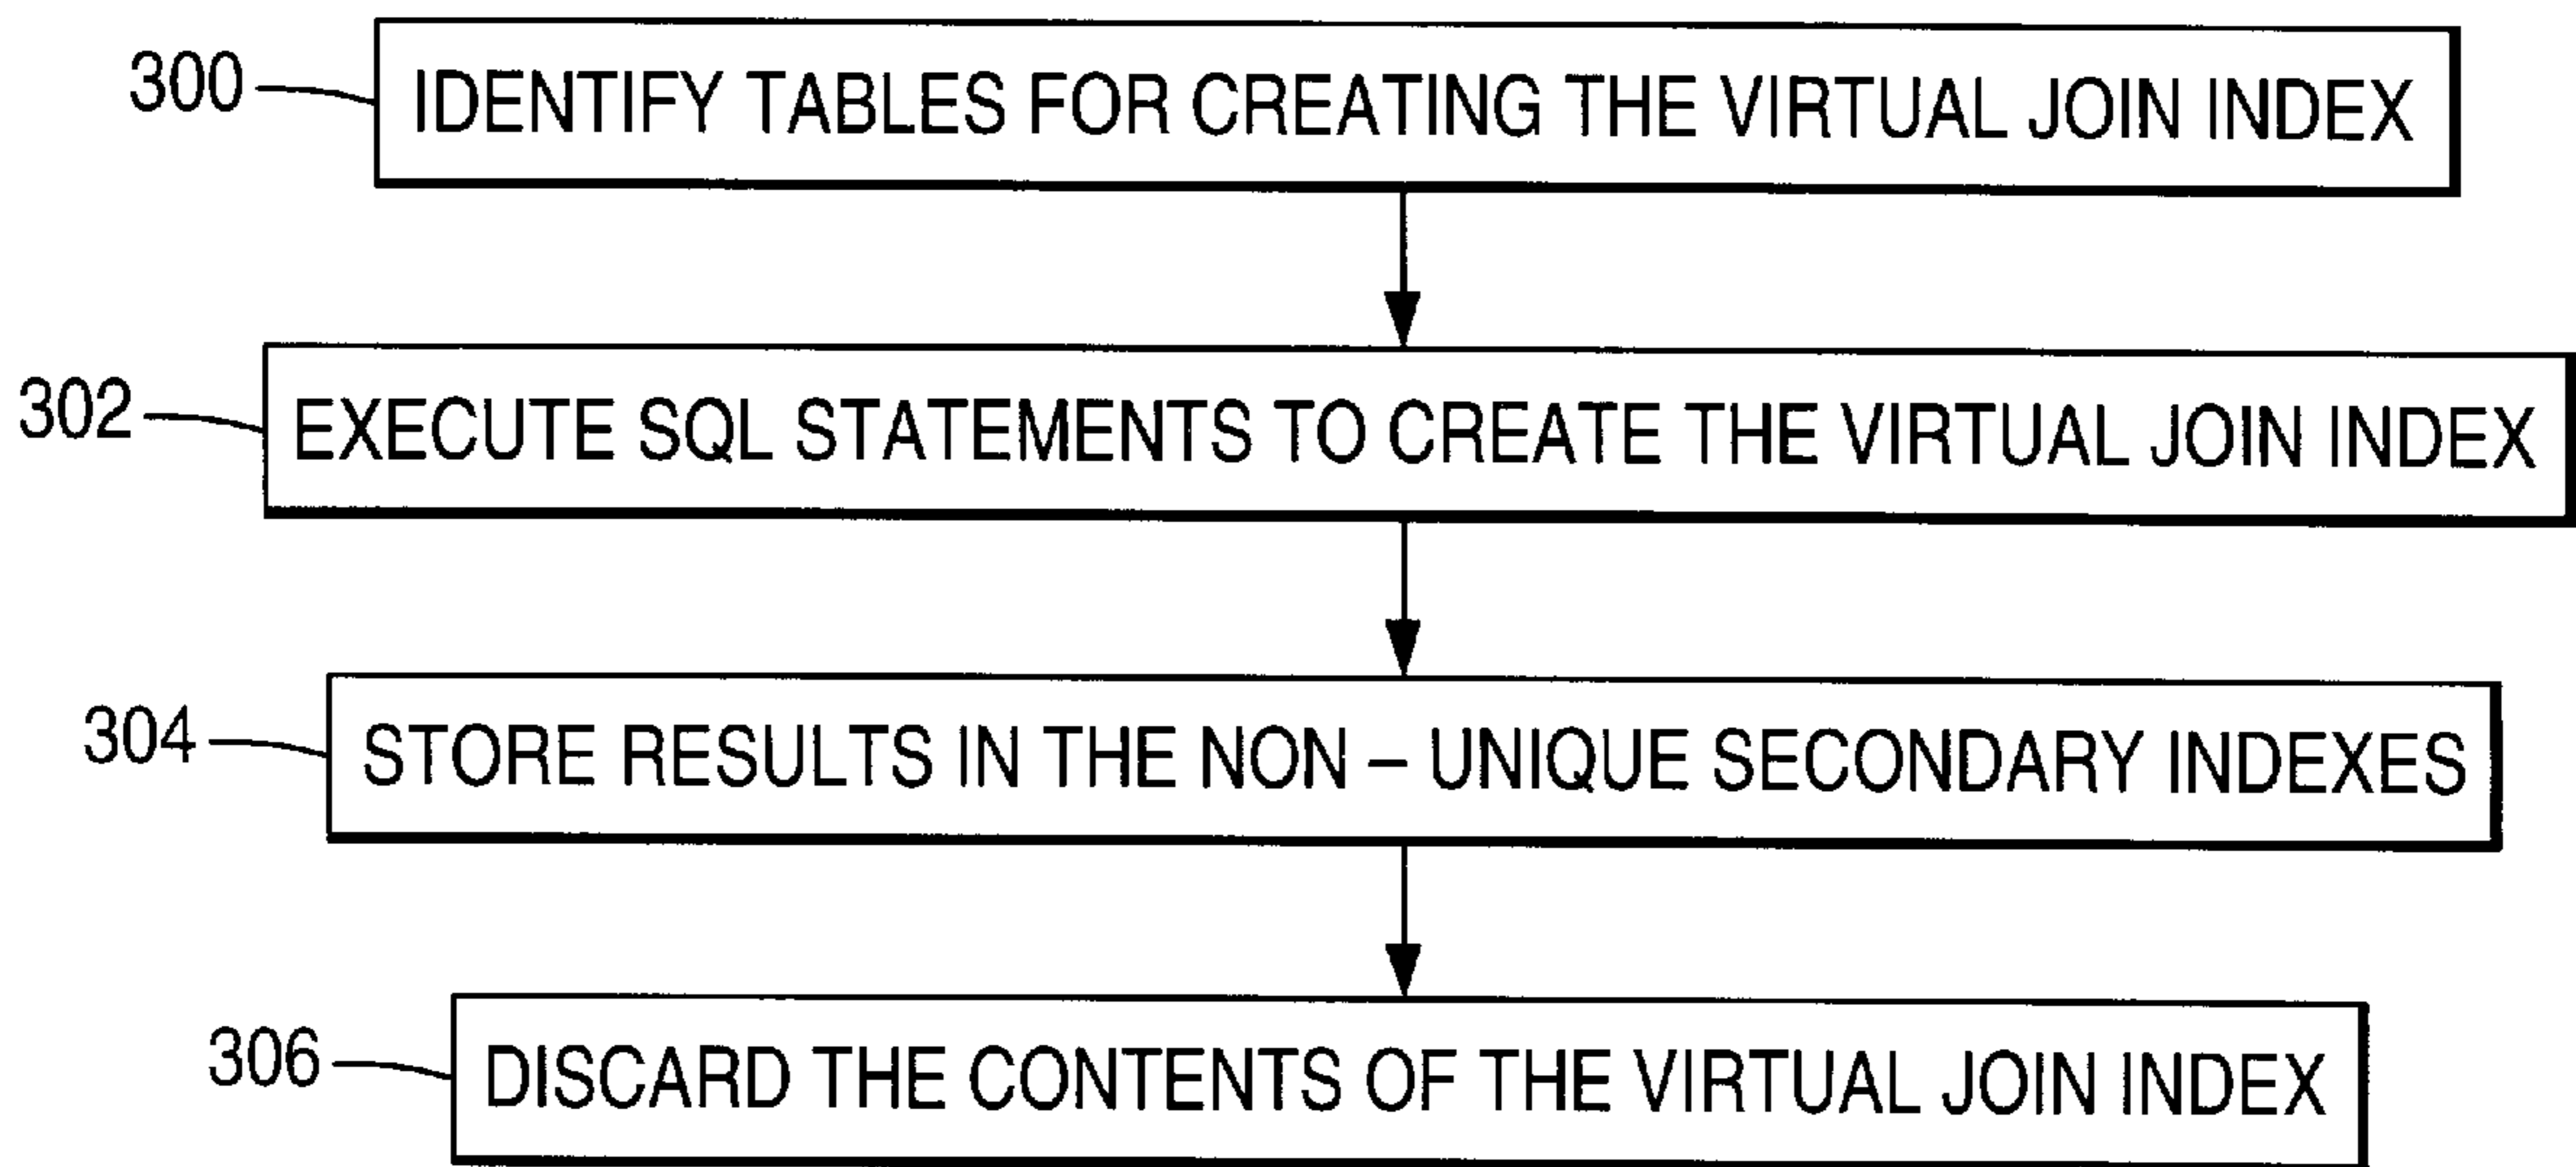 300 IDENTIFY TABLES FOR CREATING THE VIRTUAL JOIN INDEX
302 EXECUTE SQL STATEMENTS TO CREATE THE VIRTUAL JOIN INDEX
304 STORE RESULTS IN THE NON – UNIQUE SECONDARY INDEXES
306 DISCARD THE CONTENTS OF THE VIRTUAL JOIN INDEX